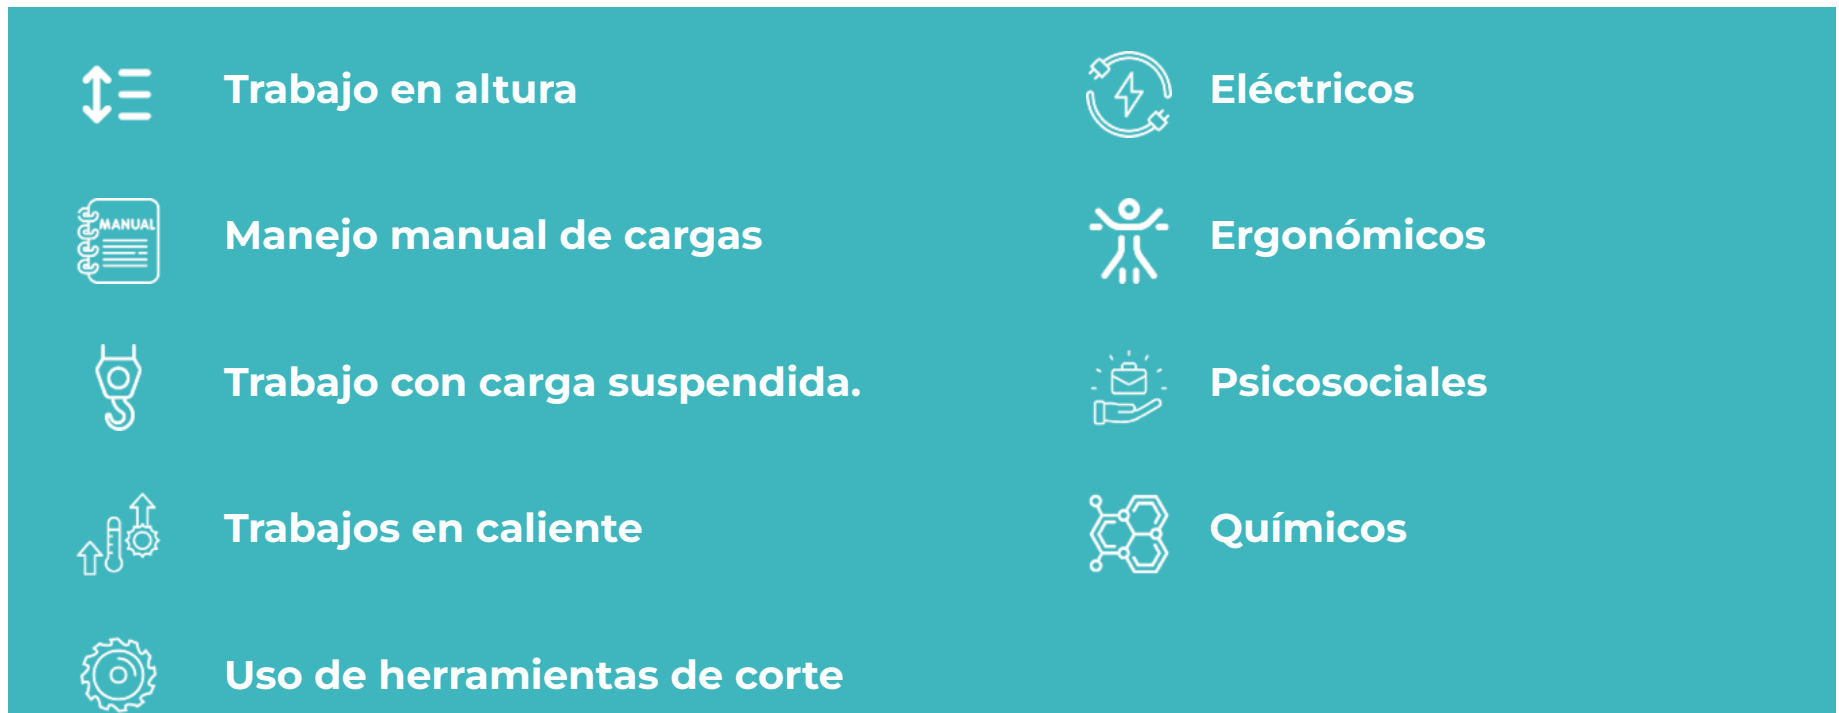 Trabajo en altura
MANUAL
Manejo manual de cargas
Trabajo con carga suspendida.
Trabajos en caliente
Uso de herramientas de corte
Eléctricos
Ergonómicos
Psicosociales
Químicos